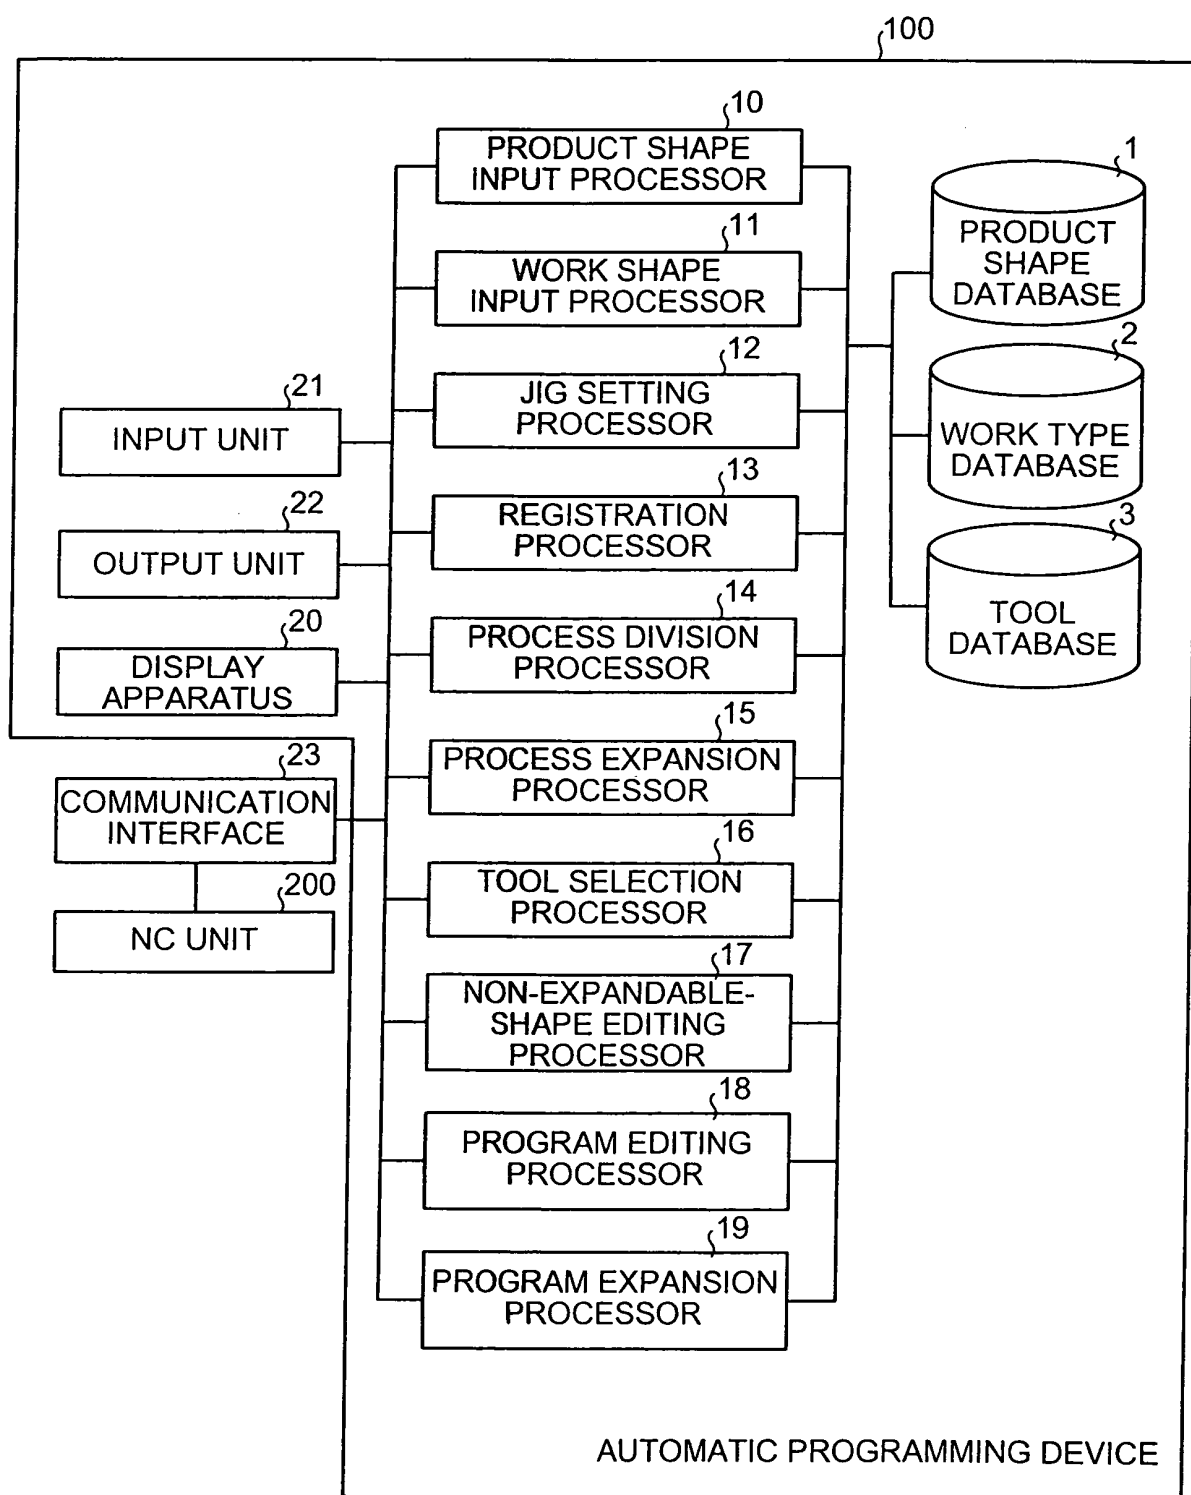 100
10
PRODUCT SHAPE
INPUT PROCESSOR
11
WORK SHAPE
INPUT PROCESSOR
12
JIG SETTING
PROCESSOR
13
REGISTRATION
PROCESSOR
14
PROCESS DIVISION
PROCESSOR
15
PROCESS EXPANSION
PROCESSOR
16
TOOL SELECTION
PROCESSOR
17
NON-EXPANDABLE-
SHAPE EDITING
PROCESSOR
18
PROGRAM EDITING
PROCESSOR
19
PROGRAM EXPANSION
PROCESSOR
21
INPUT UNIT
22
OUTPUT UNIT
20
DISPLAY
APPARATUS
23
COMMUNICATION
INTERFACE
200
NC UNIT
1
PRODUCT
SHAPE
DATABASE
2
WORK TYPE
DATABASE
3
TOOL
DATABASE
AUTOMATIC PROGRAMMING DEVICE